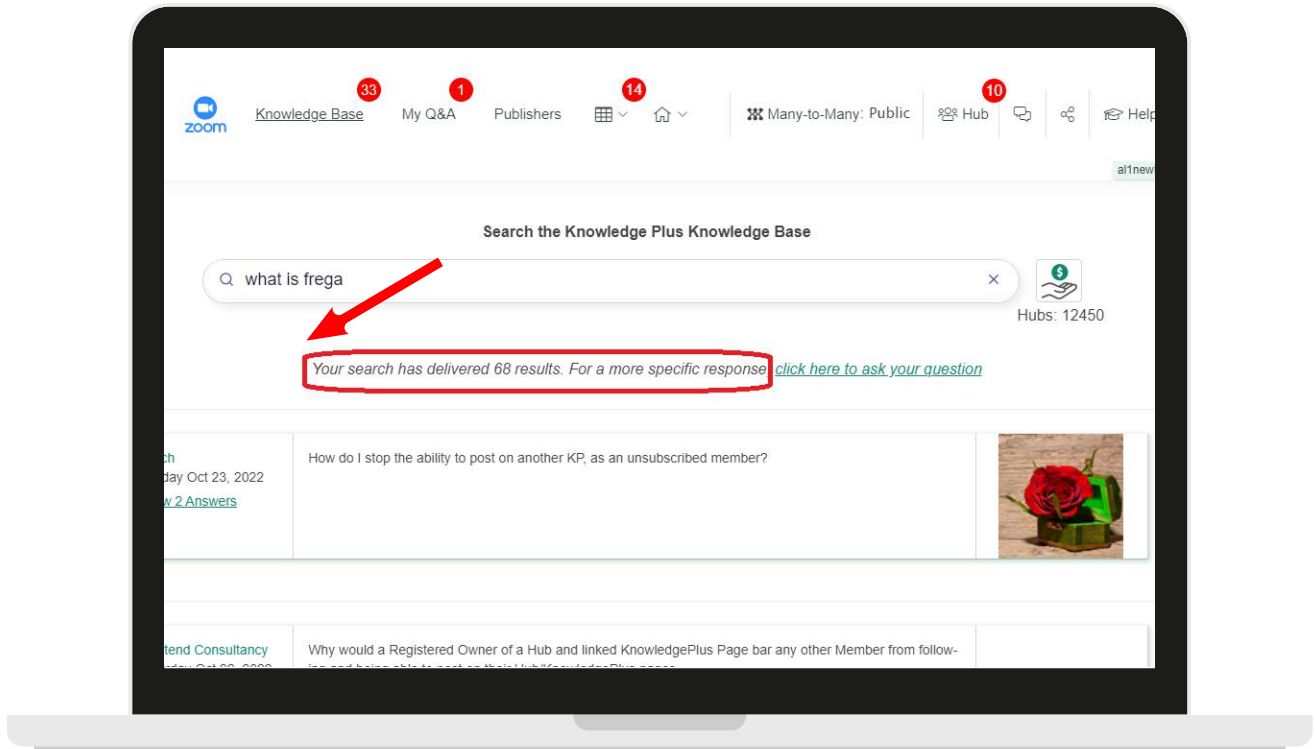 33
1
14
10
zoom
Knowledge Base
My Q&A
Publishers
Many-to-Many: Public
Hub
Help
al1new
Search the Knowledge Plus Knowledge Base
what is frega
$
Hubs: 12450
Your search has delivered 68 results. For a more specific response, click here to ask your question
ch
day Oct 23, 2022
w 2 Answers
How do I stop the ability to post on another KP, as an unsubscribed member?
tend Consultancy
Why would a Registered Owner of a Hub and linked KnowledgePlus Page bar any other Member from follow-